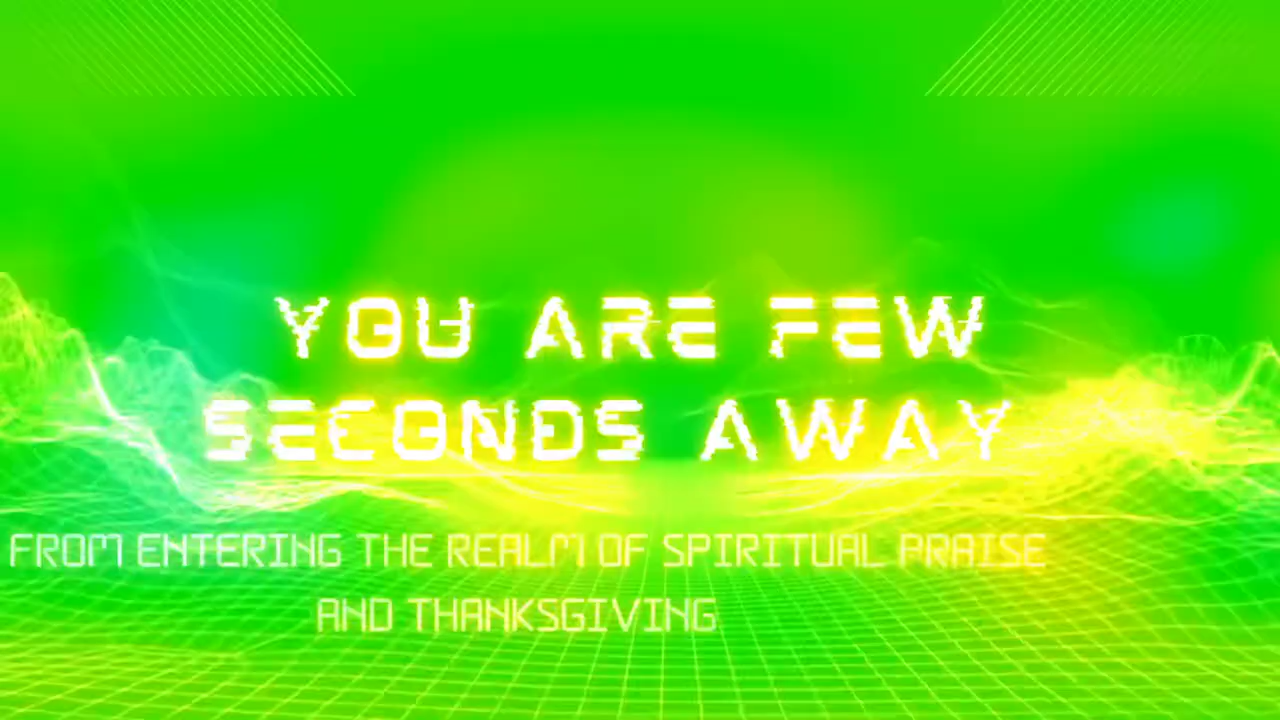 YOU ARE FEW
SECONDS AWAY
FROM ENTERING THE REALM OF SPIRITUAL PRAISE
AND THANKSGIVING